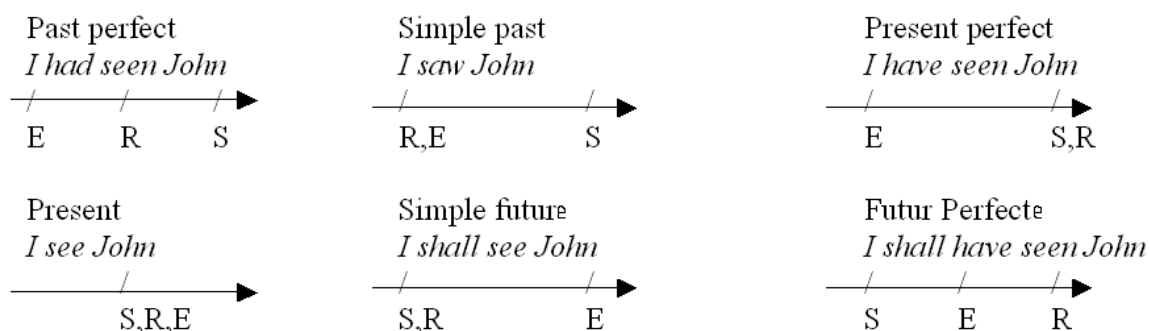 Past perfect
I had seen John
E R S
Simple past
I saw John
R,E S
Present perfect
I have seen John
E S,R
Present
I see John
S,R,E
Simple future
I shall see John
S,R E
Futur Perfecte
I shall have seen John
S E R